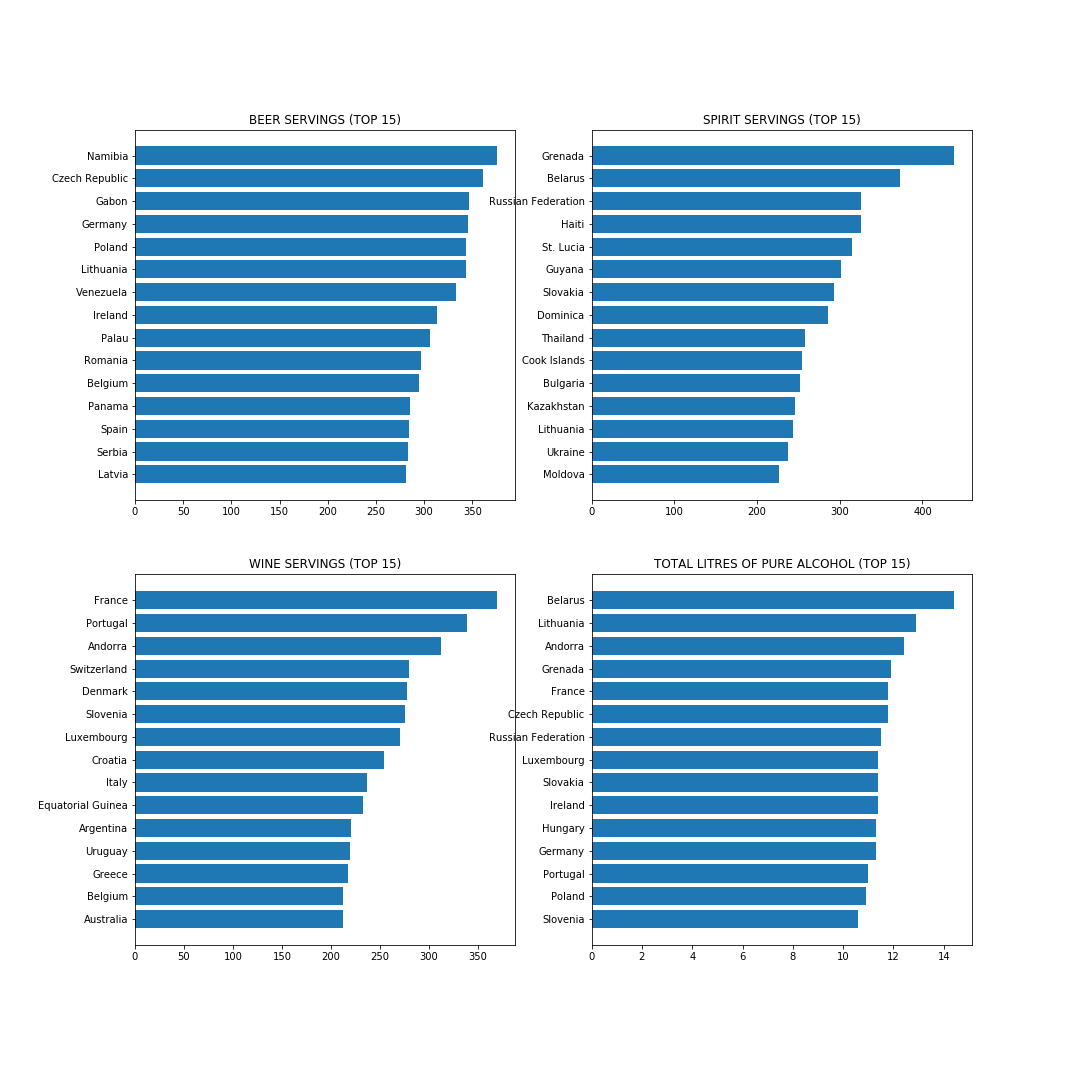 BEER SERVINGS (TOP 15)
Namibia
Czech Republic
Gabon
Germany
Poland
Lithuania
Venezuela
Ireland
Palau
Romania
Belgium
Panama
Spain
Serbia
Latvia
0 50 100 150 200 250 300 350
SPIRIT SERVINGS (TOP 15)
Grenada
Belarus
Russian Federation
Haiti
St. Lucia
Guyana
Slovakia
Dominica
Thailand
Cook Islands
Bulgaria
Kazakhstan
Lithuania
Ukraine
Moldova
0 100 200 300 400
WINE SERVINGS (TOP 15)
France
Portugal
Andorra
Switzerland
Denmark
Slovenia
Luxembourg
Croatia
Italy
Equatorial Guinea
Argentina
Uruguay
Greece
Belgium
Australia
0 50 100 150 200 250 300 350
TOTAL LITRES OF PURE ALCOHOL (TOP 15)
Belarus
Lithuania
Andorra
Grenada
France
Czech Republic
Russian Federation
Luxembourg
Slovakia
Ireland
Hungary
Germany
Portugal
Poland
Slovenia
0 2 4 6 8 10 12 14